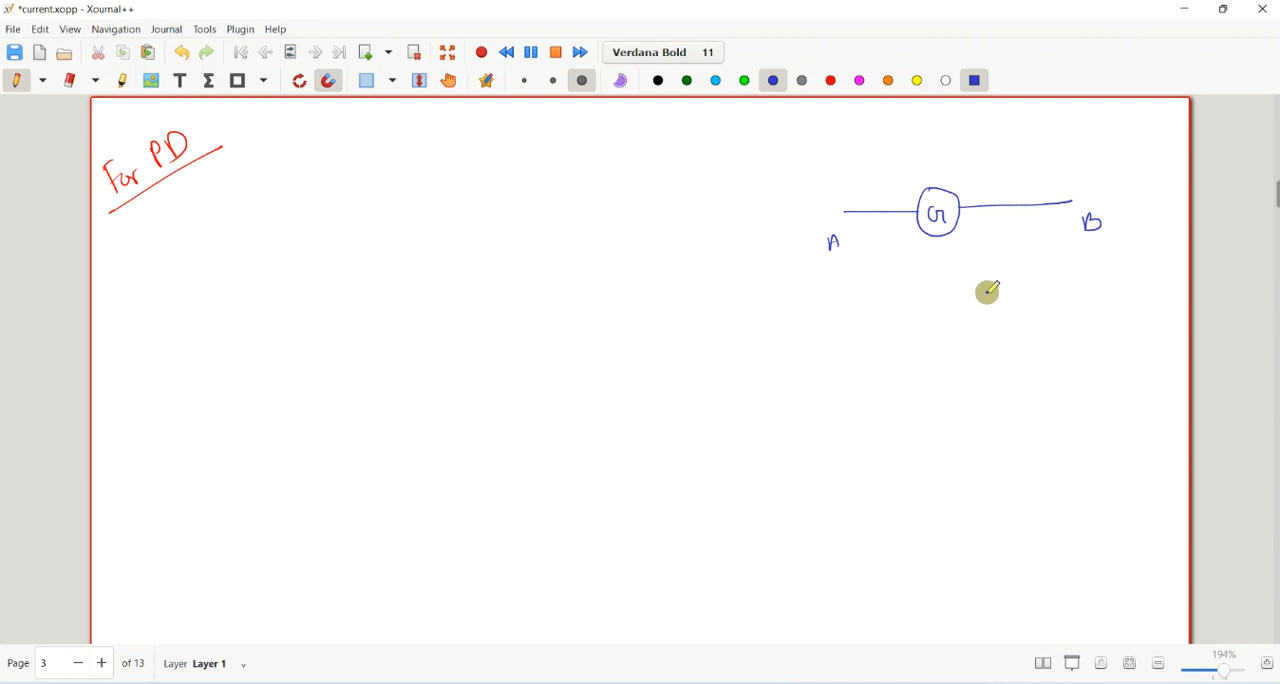 *current.xopp - Xournal++
File Edit View Navigation Journal Tools Plugin Help
Verdana Bold 11
For PD
G
A
B
Page 3 of 13 Layer Layer 1
194%